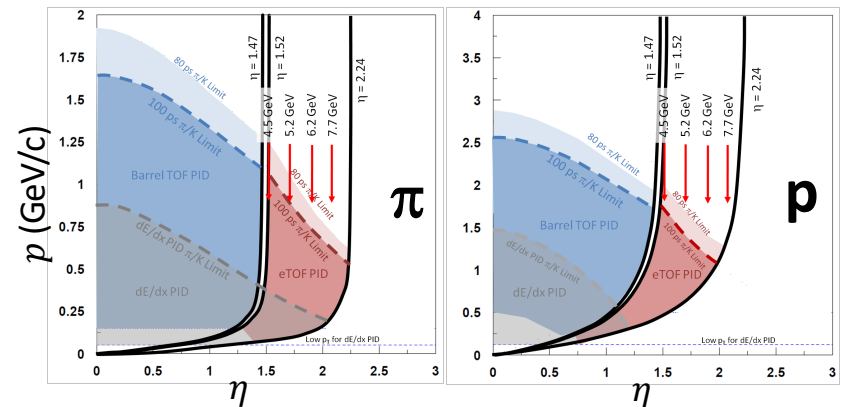 p (GeV/c)
2
1.75
1.5
1.25
1
0.75
0.5
0.25
0
0
0.5
1
1.5
2
2.5
3
η
π
η = 1.47
η = 1.52
η = 2.24
4.5 GeV
5.2 GeV
6.2 GeV
7.7 GeV
80 ps π/K Limit
100 ps π/K Limit
Barrel TOF PID
dE/dx PID π/K Limit
dE/dx PID
80 ps π/K Limit
100 ps π/K Limit
eTOF PID
Low pT for dE/dx PID
4
3.5
3
2.5
2
1.5
1
0.5
0
0
0.5
1
1.5
2
2.5
3
η
p
η = 1.47
η = 1.52
η = 2.24
4.5 GeV
5.2 GeV
6.2 GeV
7.7 GeV
80 ps π/K Limit
100 ps π/K Limit
Barrel TOF PID
dE/dx PID π/K Limit
dE/dx PID
80 ps π/K Limit
100 ps π/K Limit
eTOF PID
Low pT for dE/dx PID